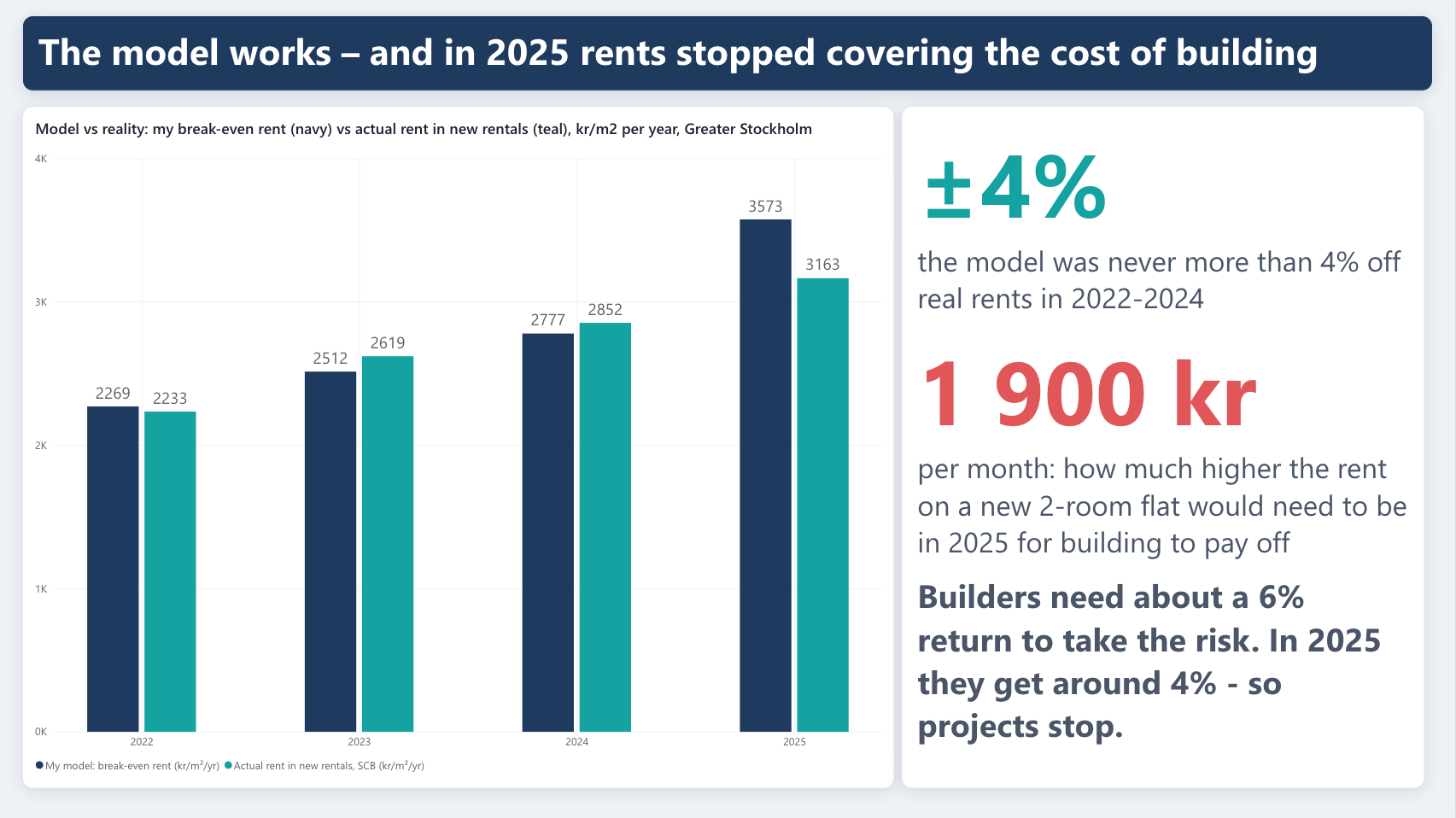 The model works – and in 2025 rents stopped covering the cost of building
Model vs reality: my break-even rent (navy) vs actual rent in new rentals (teal), kr/m2 per year, Greater Stockholm
4K
3K
2K
1K
0K
2269
2233
2512
2619
2777
2852
3573
3163
2022
2023
2024
2025
My model: break-even rent (kr/m²/yr)
Actual rent in new rentals, SCB (kr/m²/yr)
±4%
the model was never more than 4% off
real rents in 2022-2024
1 900 kr
per month: how much higher the rent
on a new 2-room flat would need to be
in 2025 for building to pay off
Builders need about a 6%
return to take the risk. In 2025
they get around 4% - so
projects stop.